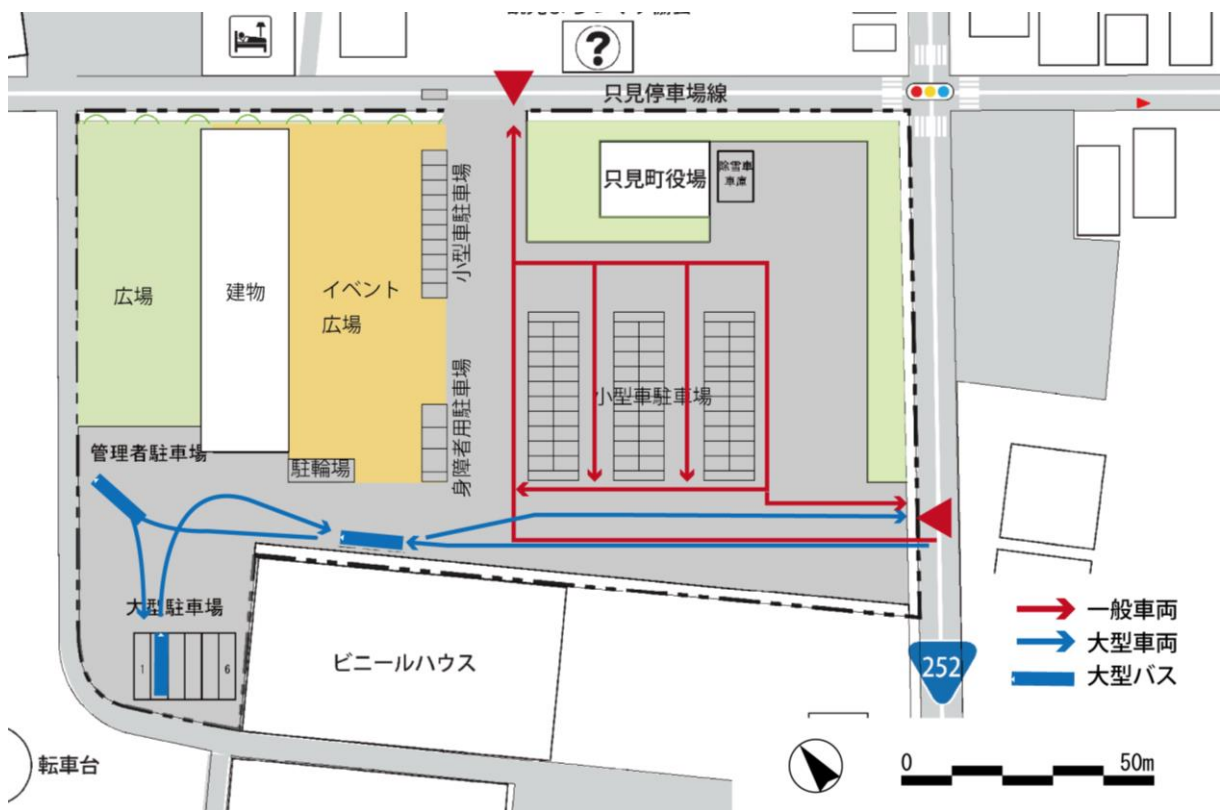 ?
只見停車場線
只見町役場
除雪車
車庫
小型車駐車場
広場
建物
イベント
広場
身障者用駐車場
小型車駐車場
管理者駐車場
駐輪場
大型駐車場
1
6
ビニールハウス
転車台
252
一般車両
大型車両
大型バス
0
50m